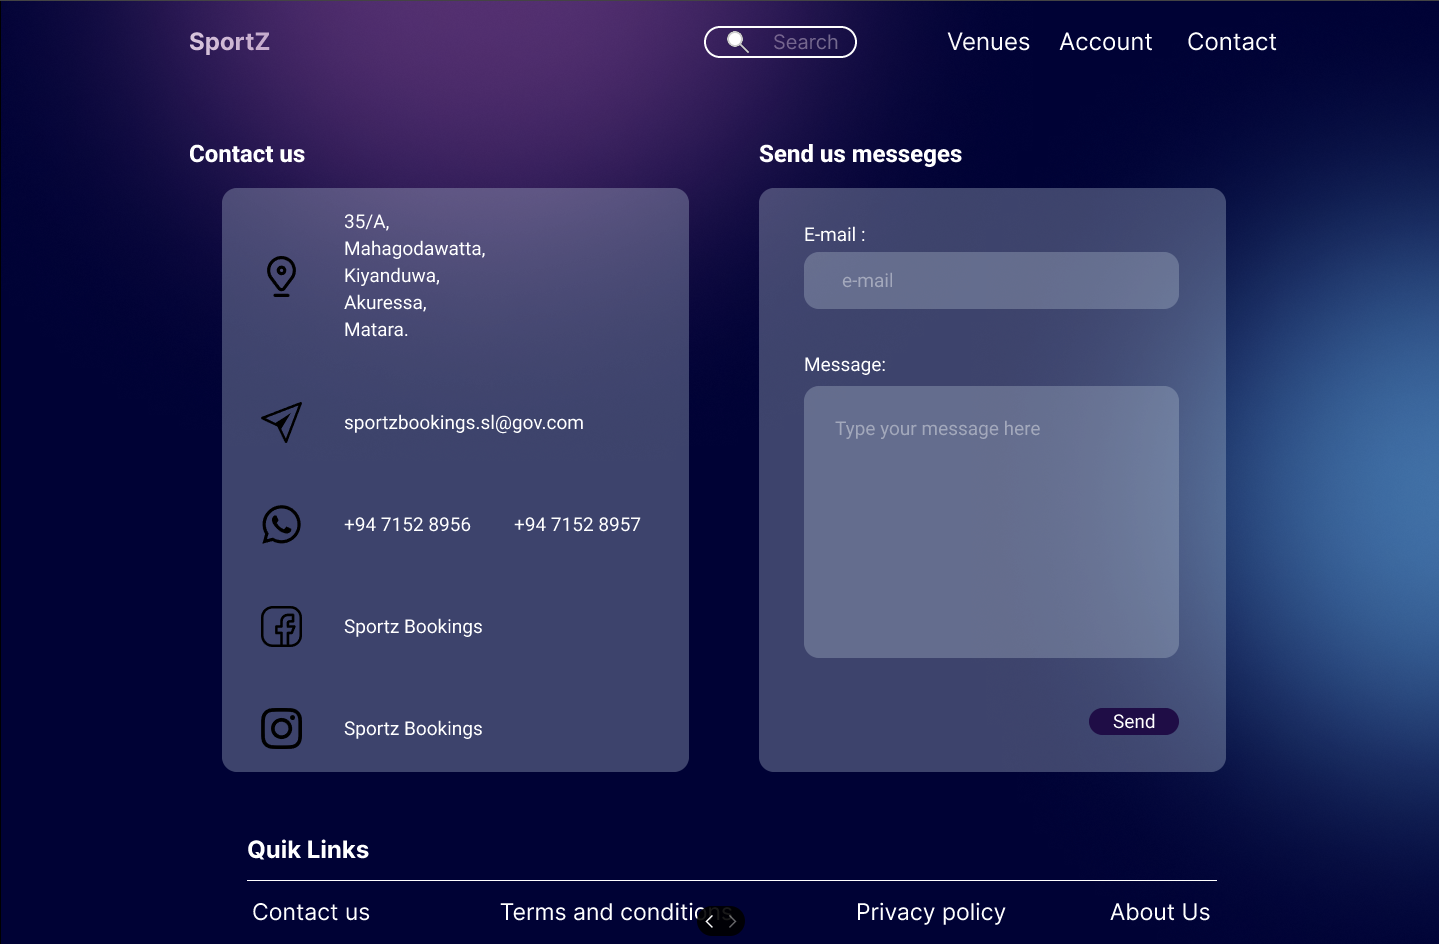 SportZ
Search
Venues
Account
Contact
Contact us
35/A,
Mahagodawatta,
Kiyanduwa,
Akuressa,
Matara.
sportzbookings.sl@gov.com
+94 7152 8956
+94 7152 8957
Sportz Bookings
Sportz Bookings
Send us messeges
E-mail :
e-mail
Message:
Type your message here
Send
Quik Links
Contact us
Terms and conditions
Privacy policy
About Us